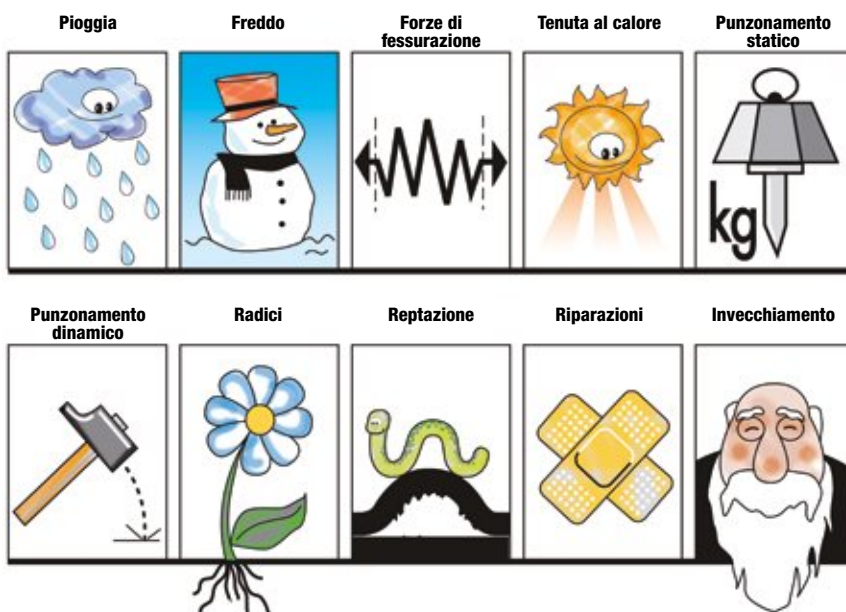 Pioggia
Freddo
Forze di
fessurazione
Tenuta al calore
Punzonamento
statico
kg
Punzonamento
dinamico
Radici
Reptazione
Riparazioni
Invecchiamento